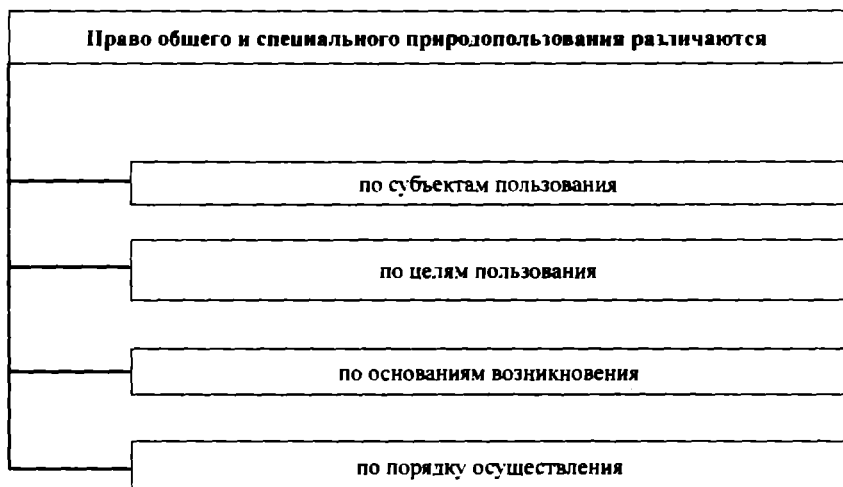 Право общего и специального природопользования различаются
по субъектам пользования
по целям пользования
по основаниям возникновения
по порядку осуществления